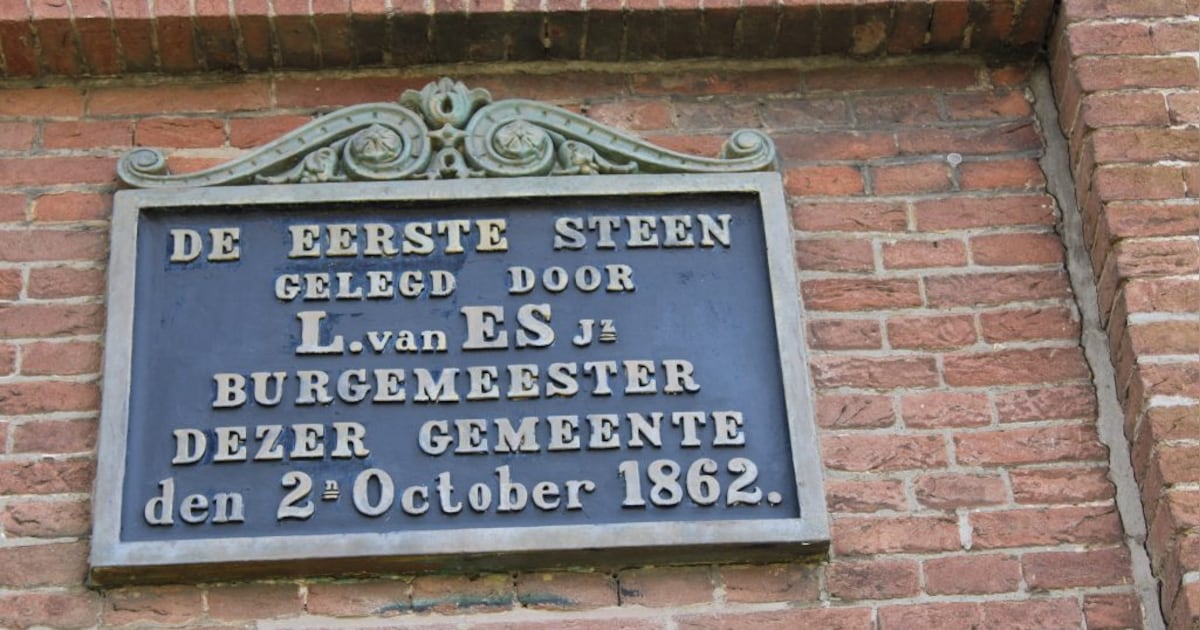 DE EERSTE STEEN
GELEGD DOOR
L. van ES Jz
BURGEMEESTER
DEZER GEMEENTE
den 2n October 1862.